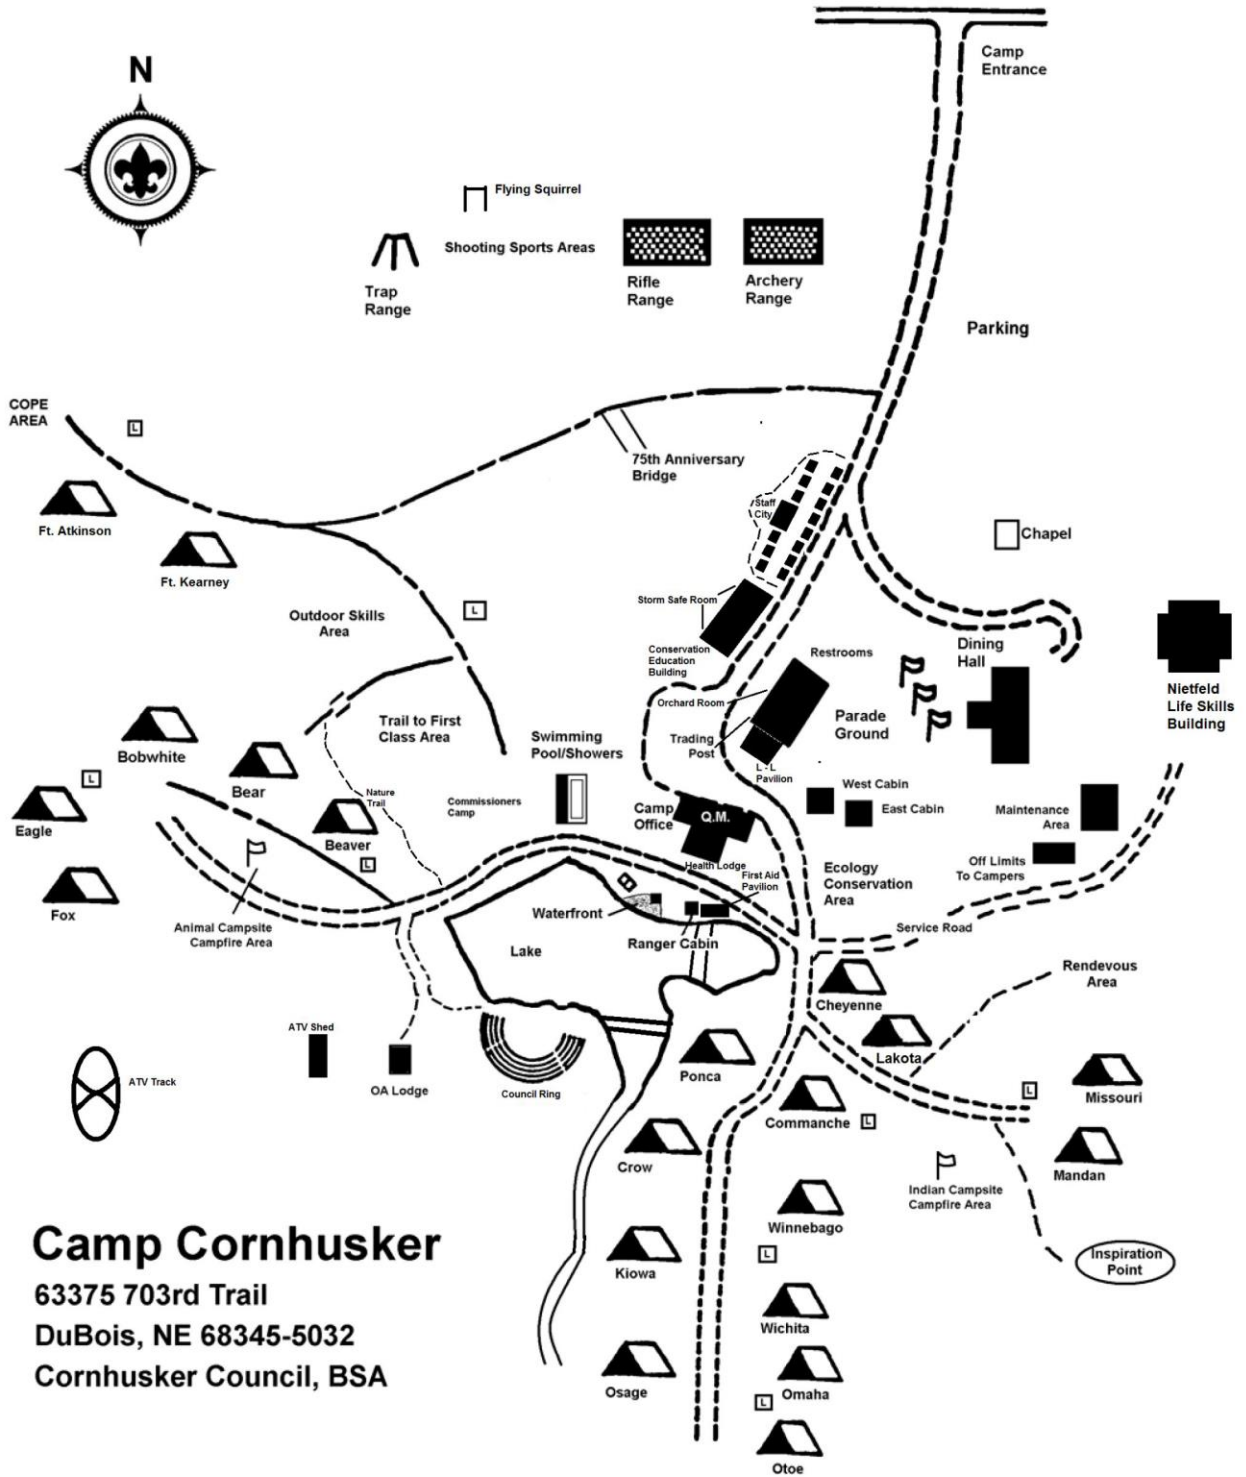 N
Camp
Entrance
Flying Squirrel
Shooting Sports Areas
Trap
Range
Rifle
Range
Archery
Range
Parking
COPE
AREA
L
75th Anniversary
Bridge
Ft. Atkinson
Staff
City
Chapel
Ft. Kearney
L
Outdoor Skills
Area
Storm Safe Room
Conservation
Education
Building
Restrooms
Dining
Hall
Nietfeld
Life Skills
Building
Orchard Room
Parade
Ground
Trail to First
Class Area
Swimming
Pool/Showers
Trading
Post
L - L
Pavilion
Bobwhite
L
Bear
Nature
Trail
Commissioners
Camp
Camp
Office
Q.M.
West Cabin
East Cabin
Maintenance
Area
Eagle
Beaver
L
Health Lodge
First Aid
Pavilion
Ecology
Conservation
Area
Off Limits
To Campers
Fox
Animal Campsite
Campfire Area
Waterfront
Ranger Cabin
Service Road
Lake
Rendevous
Area
Cheyenne
ATV Shed
Lakota
ATV Track
OA Lodge
Council Ring
Ponca
L
Missouri
Commanche
L
Crow
Mandan
Indian Campsite
Campfire Area
Winnebago
L
Inspiration
Point
Kiowa
Wichita
Osage
Omaha
L
Otoe
Camp Cornhusker
63375 703rd Trail
DuBois, NE 68345-5032
Cornhusker Council, BSA